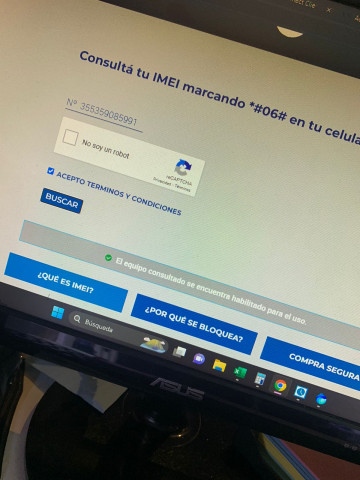 Consultá tu IMEI marcando *#06# en tu celula
Nº 355359085991
No soy un robot
reCAPTCHA
Privacidad - Términos
ACEPTO TERMINOS Y CONDICIONES
BUSCAR
El equipo consultado se encuentra habilitado para el uso.
¿QUÉ ES IMEI?
¿POR QUÉ SE BLOQUEA?
COMPRA SEGURA
Búsqueda
ASUS